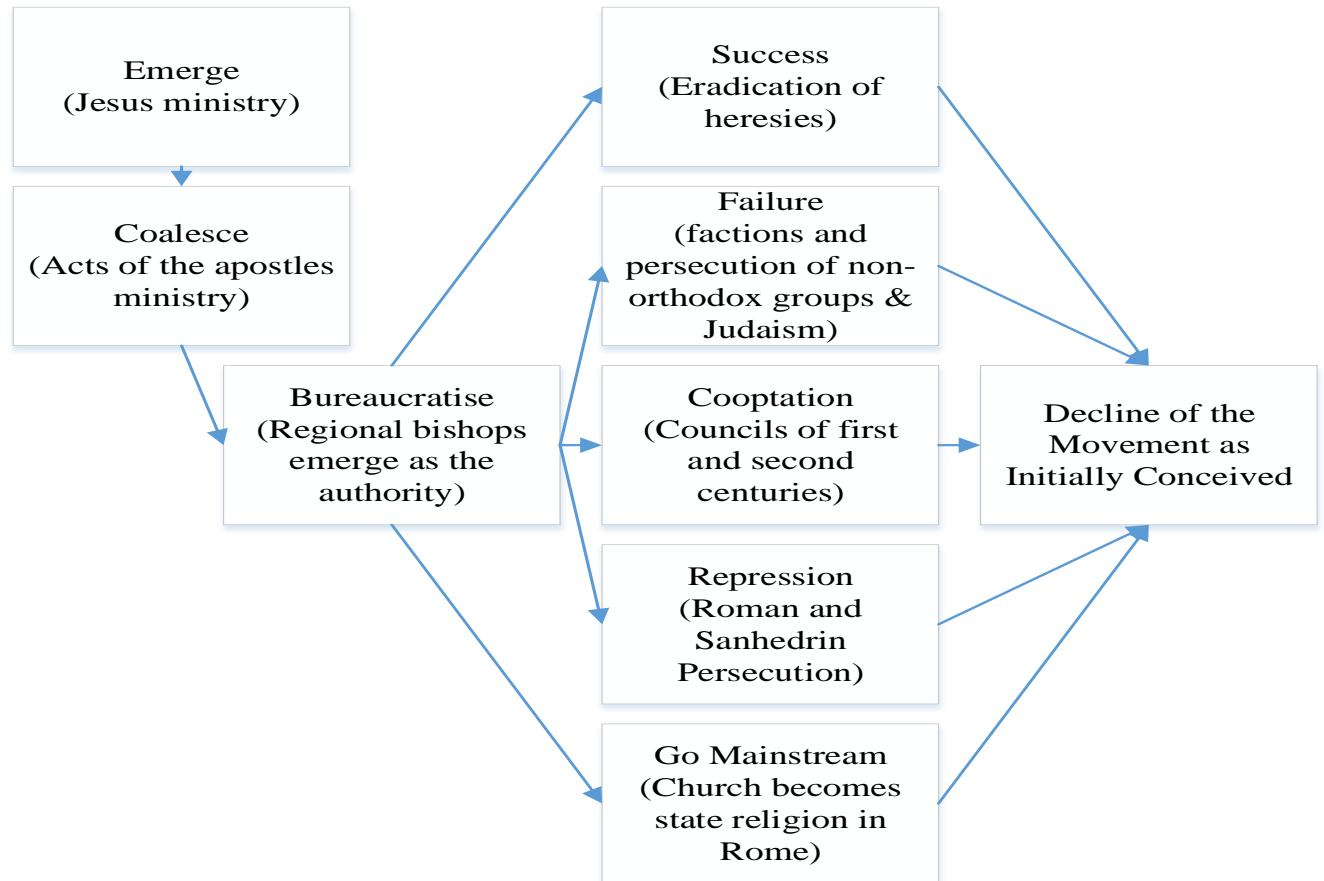 Emerge
(Jesus ministry)
Coalesce
(Acts of the apostles
ministry)
Bureaucratise
(Regional bishops
emerge as the
authority)
Success
(Eradication of
heresies)
Failure
(factions and
persecution of non-
orthodox groups &
Judaism)
Cooptation
(Councils of first
and second
centuries)
Repression
(Roman and
Sanhedrin
Persecution)
Go Mainstream
(Church becomes
state religion in
Rome)
Decline of the
Movement as
Initially Conceived